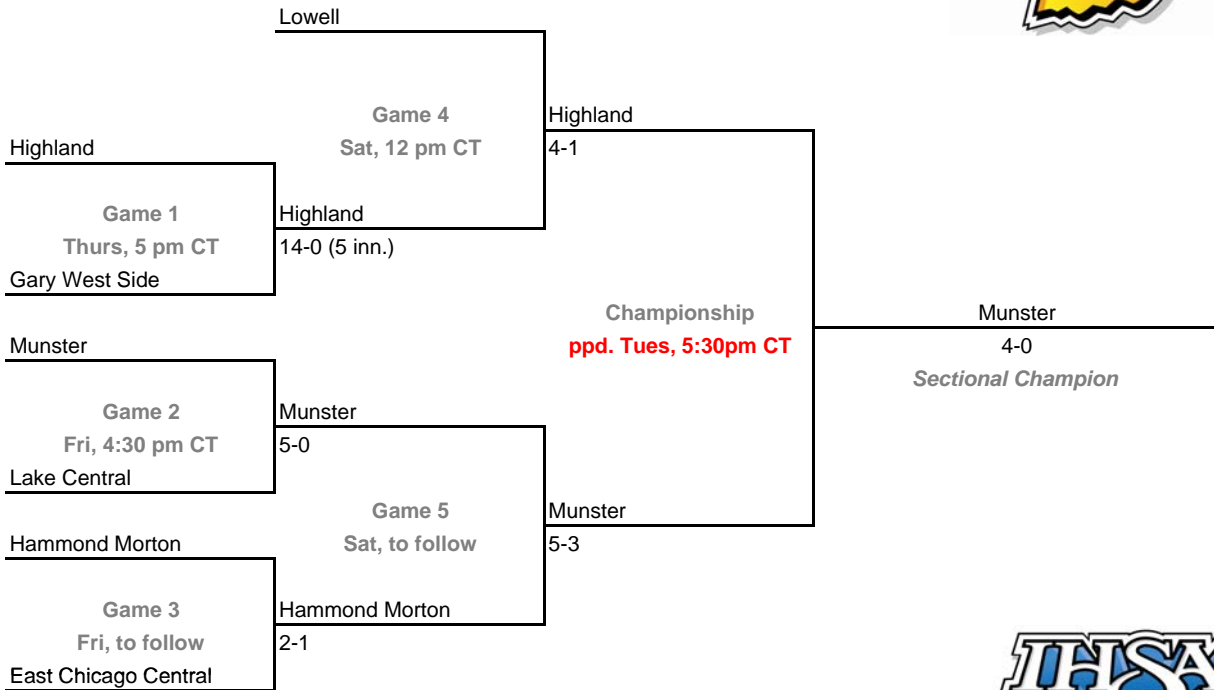 Lowell
Game 4
Sat, 12 pm CT
Highland
4-1
Highland
Game 1
Thurs, 5 pm CT
Gary West Side
Highland
14-0 (5 inn.)
Championship
ppd. Tues, 5:30pm CT
Munster
4-0
Sectional Champion
Munster
Game 2
Fri, 4:30 pm CT
Lake Central
Munster
5-0
Game 5
Sat, to follow
Munster
5-3
Hammond Morton
Game 3
Fri, to follow
East Chicago Central
Hammond Morton
2-1
IHSA